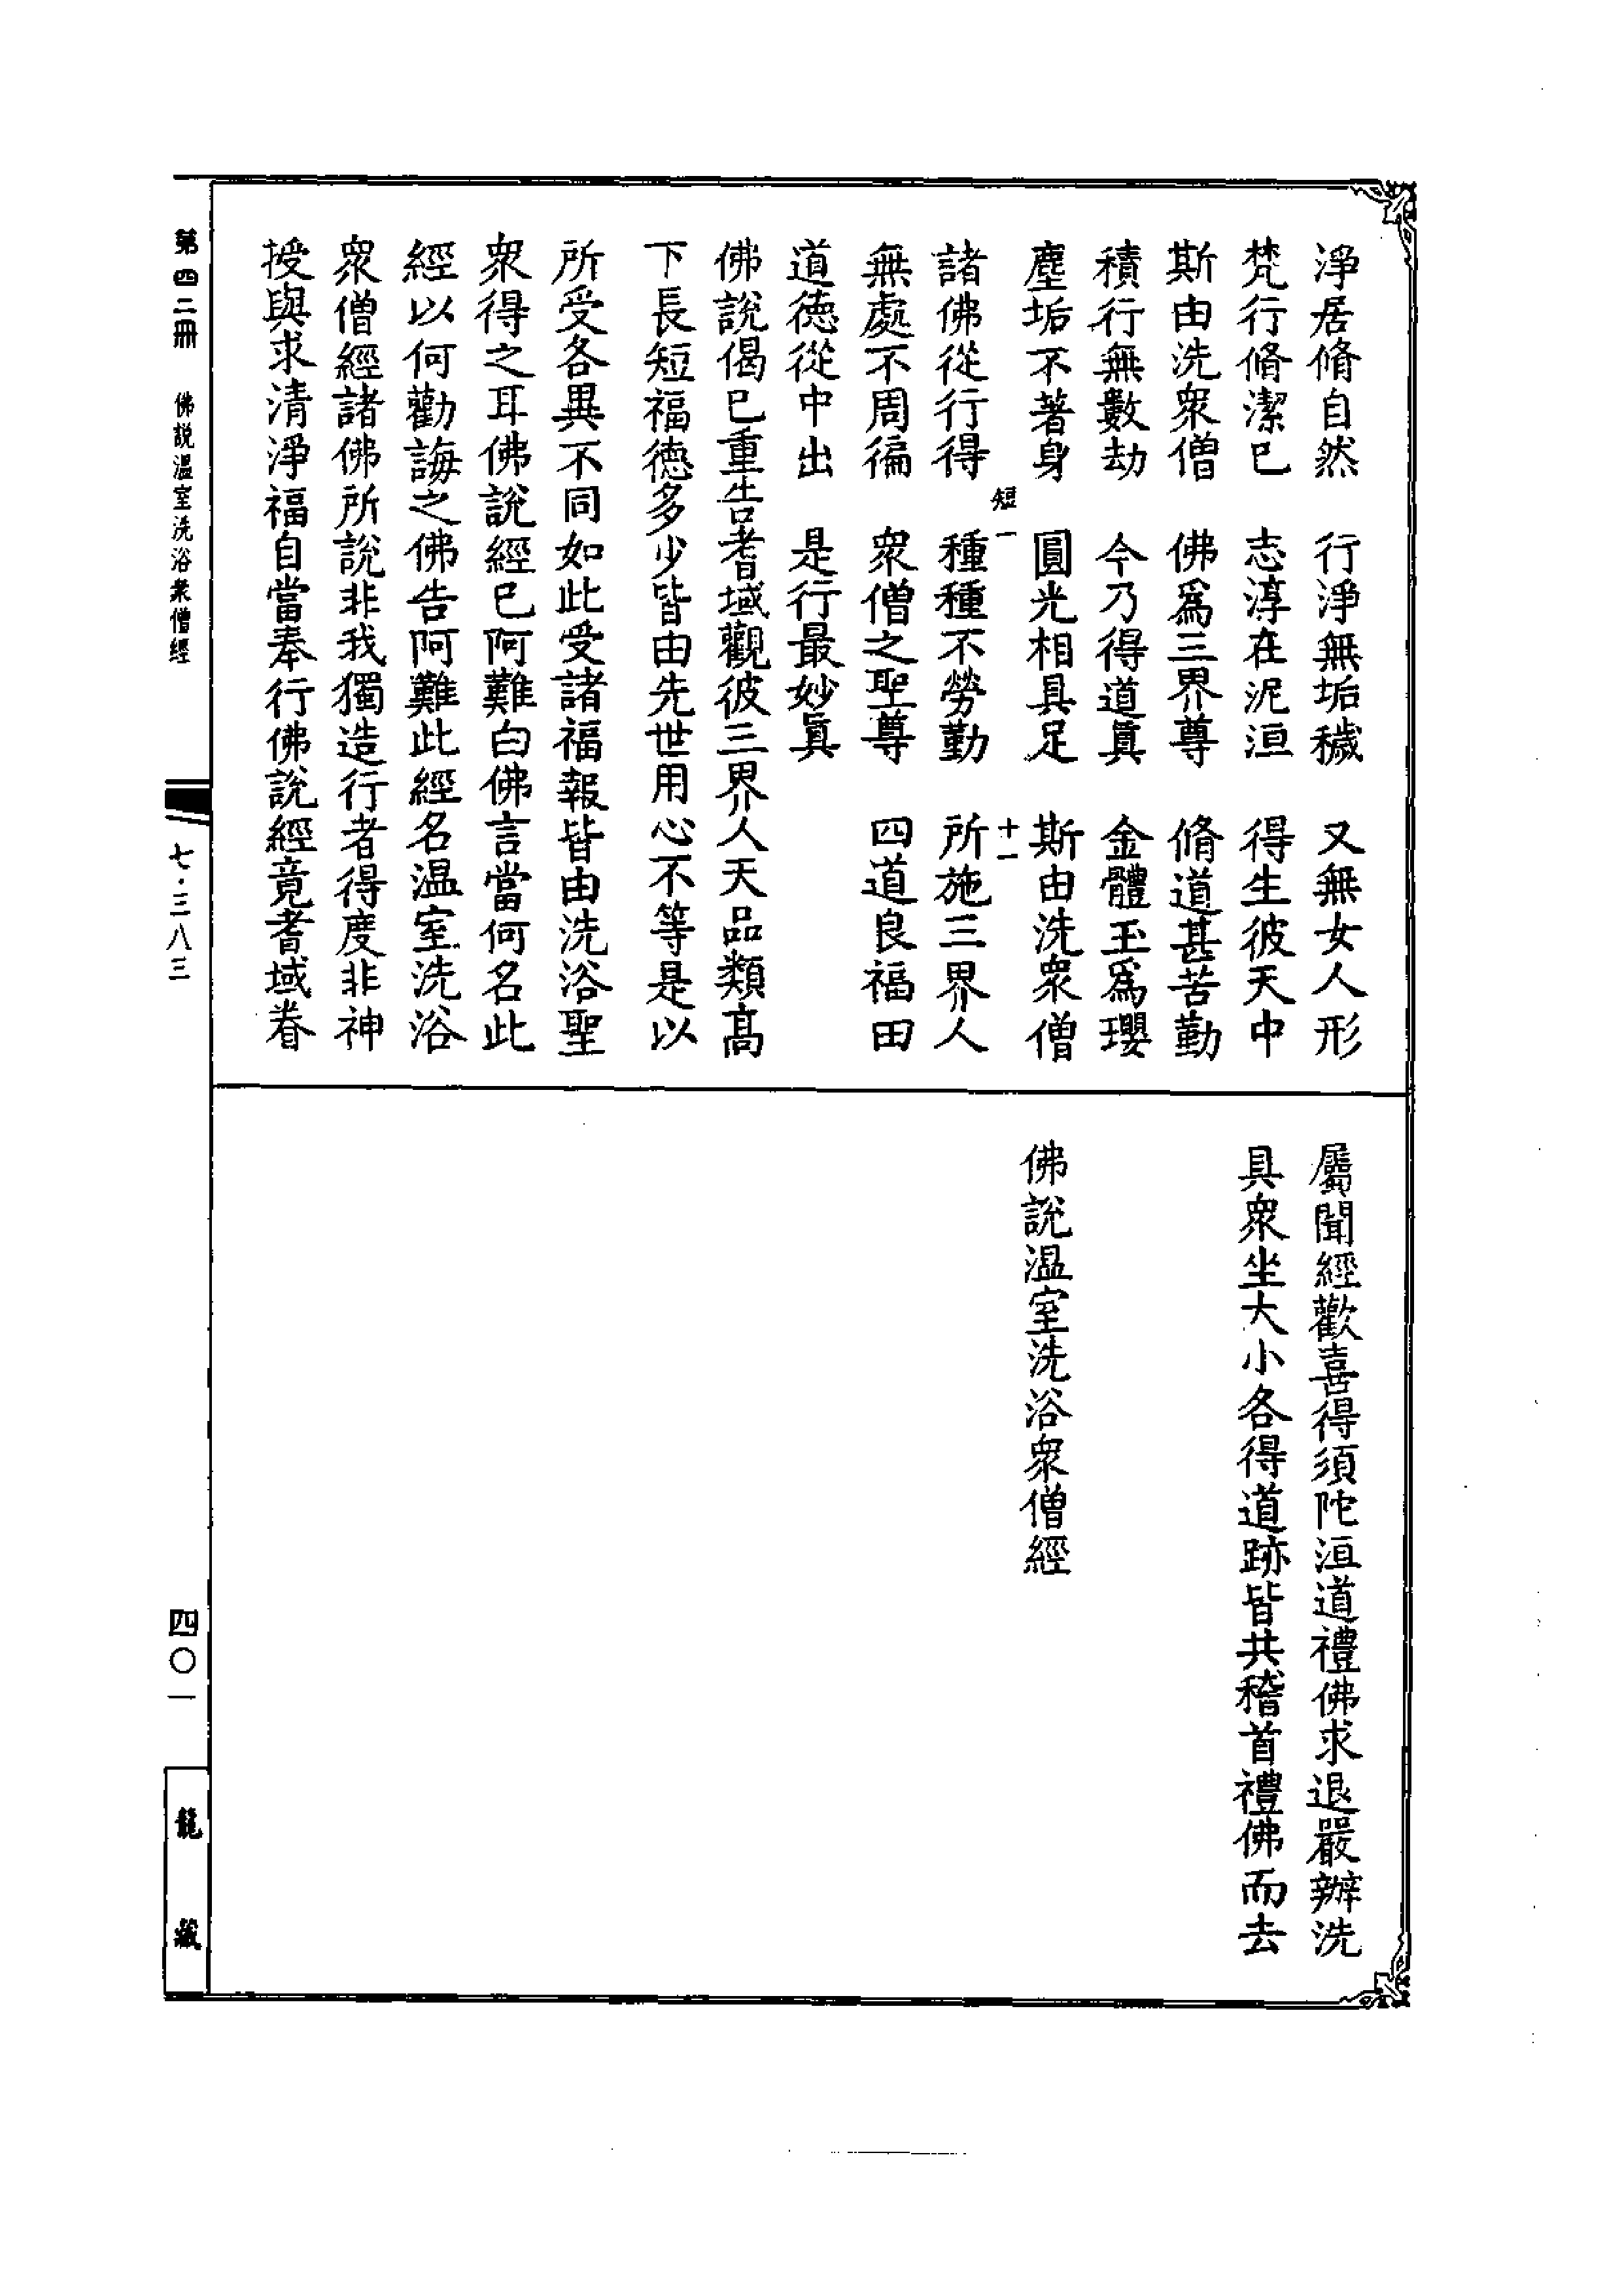 淨居脩自然　行淨無垢穢　又無女人形
梵行脩潔已　志淳在泥洹　得生彼天中
斯由洗衆僧　佛爲三界尊　脩道甚苦勤
積行無數劫　今乃得道眞　金體玉爲瓔
塵垢不著身　圓光相具足　斯由洗衆僧
短一　十一
諸佛從行得　種種不勞勤　所施三界人
無處不周徧　衆僧之聖尊　四道良福田
道德從中出　是行最妙眞
佛說偈已重告耆域觀彼三界人天品類高
下長短福德多少皆由先世用心不等是以
所受各異不同如此受諸福報皆由洗浴聖
衆得之耳佛說經已阿難白佛言當何名此
經以何勸誨之佛告阿難此經名温室洗浴
衆僧經諸佛所說非我獨造行者得度非神
授與求清淨福自當奉行佛說經竟耆域眷
屬聞經歡喜得須陀洹道禮佛求退嚴辦洗
具衆坐大小各得道跡皆共稽首禮佛而去
佛說温室洗浴衆僧經
第四二冊　佛説温室洗浴衆僧經　七·三八三　四〇一　龍藏